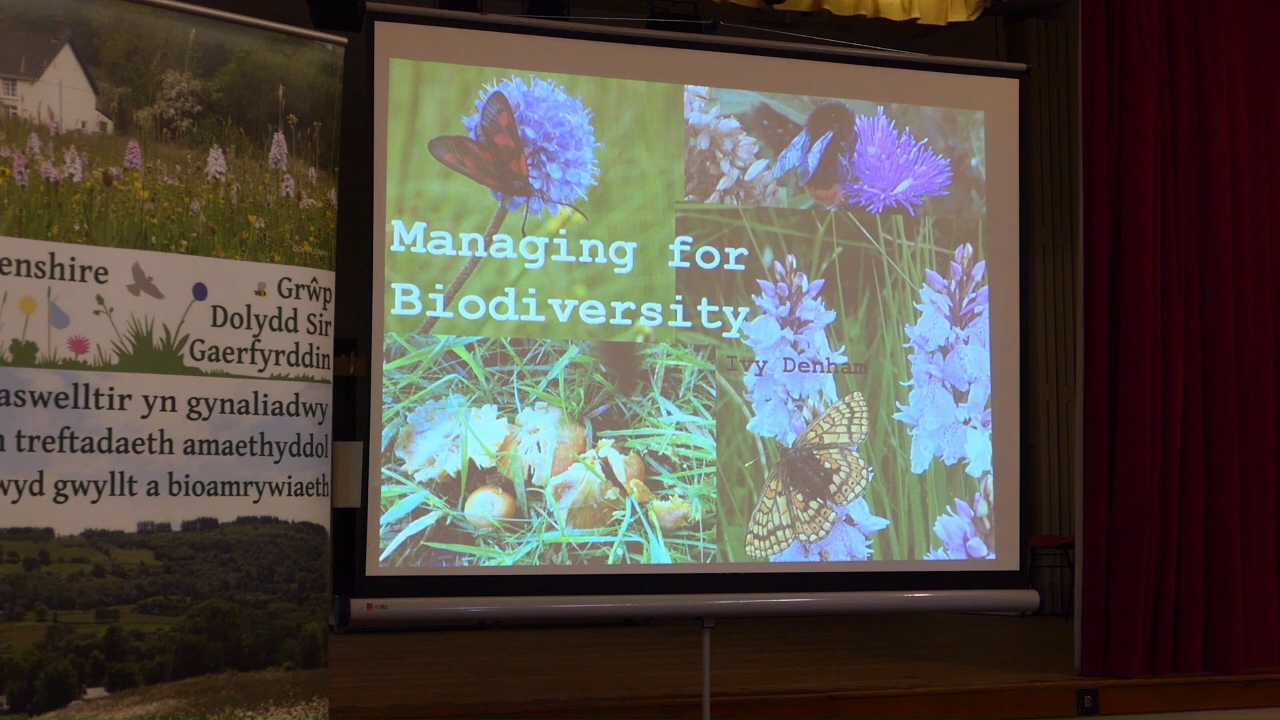 enshire
Grŵp
Dolydd Sir
Gaerfyrddin
aswelltir yn gynaliadwy
treftadaeth amaethyddol
wyd gwyllt a bioamrywiaeth
Managing for
Biodiversity
Ivy Denham